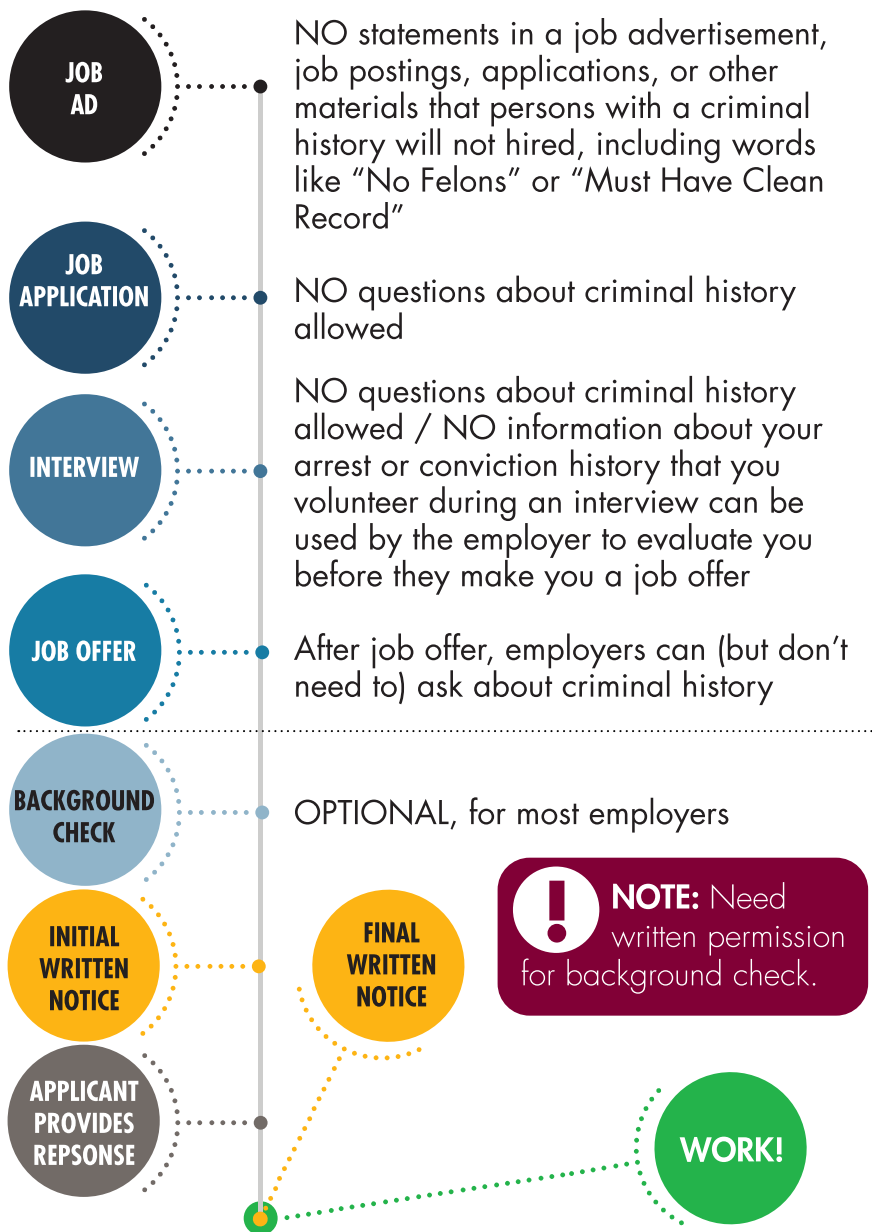 JOB
AD
NO statements in a job advertisement,
job postings, applications, or other
materials that persons with a criminal
history will not hired, including words
like “No Felons” or “Must Have Clean
Record”
JOB
APPLICATION
NO questions about criminal history
allowed
INTERVIEW
NO questions about criminal history
allowed / NO information about your
arrest or conviction history that you
volunteer during an interview can be
used by the employer to evaluate you
before they make you a job offer
JOB OFFER
After job offer, employers can (but don’t
need to) ask about criminal history
BACKGROUND
CHECK
OPTIONAL, for most employers
NOTE: Need
written permission
for background check.
INITIAL
WRITTEN
NOTICE
FINAL
WRITTEN
NOTICE
APPLICANT
PROVIDES
REPSONSE
WORK!